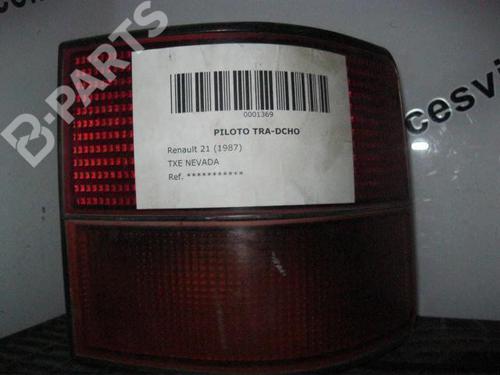 B-PARTS
0001369
PILOTO TRA-DCHO
Renault 21 (1987)
TXE NEVADA
Ref. ***********
cesvi